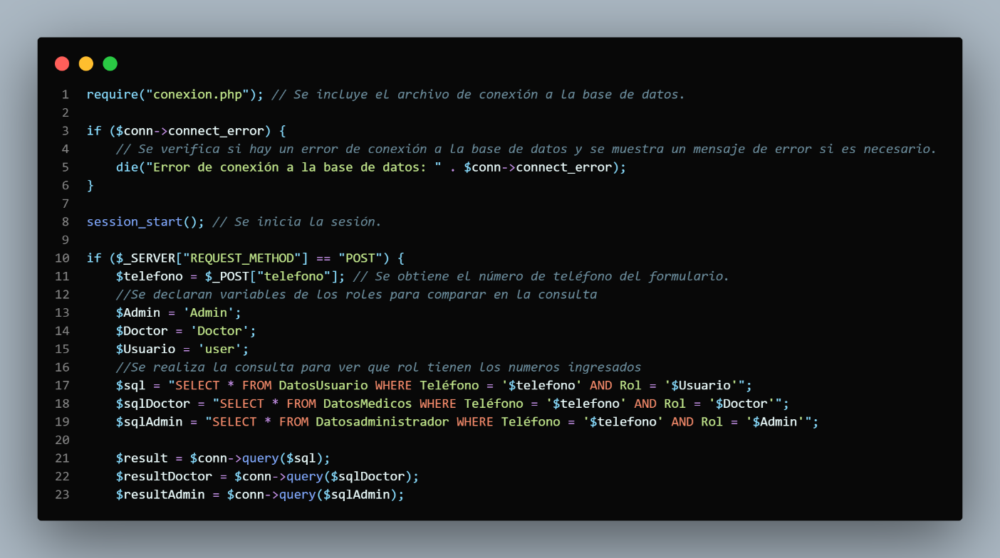 1 require("conexion.php"); // Se incluye el archivo de conexión a la base de datos.
2
3 if ($conn->connect_error) {
4     // Se verifica si hay un error de conexión a la base de datos y se muestra un mensaje de error si es necesario.
5     die("Error de conexión a la base de datos: " . $conn->connect_error);
6 }
7
8 session_start(); // Se inicia la sesión.
9
10 if ($_SERVER["REQUEST_METHOD"] == "POST") {
11     $telefono = $_POST["telefono"]; // Se obtiene el número de teléfono del formulario.
12     //Se declaran variables de los roles para comparar en la consulta
13     $Admin = 'Admin';
14     $Doctor = 'Doctor';
15     $Usuario = 'user';
16     //Se realiza la consulta para ver que rol tienen los numeros ingresados
17     $sql = "SELECT * FROM DatosUsuario WHERE Teléfono = '$telefono' AND Rol = '$Usuario'";
18     $sqlDoctor = "SELECT * FROM DatosMedicos WHERE Teléfono = '$telefono' AND Rol = '$Doctor'";
19     $sqlAdmin = "SELECT * FROM Datosadministrador WHERE Teléfono = '$telefono' AND Rol = '$Admin'";
20
21     $result = $conn->query($sql);
22     $resultDoctor = $conn->query($sqlDoctor);
23     $resultAdmin = $conn->query($sqlAdmin);